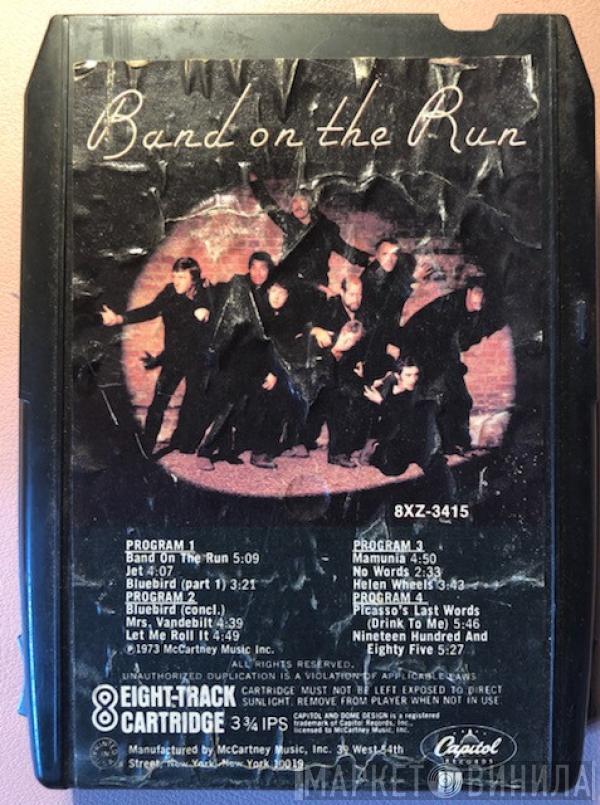 Band on the Run
8XZ-3415
PROGRAM 1
Band On The Run 5:09
Jet 4:07
Bluebird (part 1) 3:21
PROGRAM 2
Bluebird (concl.)
Mrs. Vandebilt 4:39
Let Me Roll It 4:49
℗1973 McCartney Music Inc.
PROGRAM 3
Mamunia 4:50
No Words 2:33
Helen Wheels 3:43
PROGRAM 4
Picasso's Last Words
(Drink To Me) 5:46
Nineteen Hundred And
Eighty Five 5:27
ALL RIGHTS RESERVED.
UNAUTHORIZED DUPLICATION IS A VIOLATION OF APPLICABLE LAWS
8 EIGHT-TRACK
CARTRIDGE 3¾ IPS
CARTRIDGE MUST NOT BE LEFT EXPOSED TO DIRECT
SUNLIGHT. REMOVE FROM PLAYER WHEN NOT IN USE.
CAPITOL AND DOME DESIGN is a registered
trademark of Capitol Records, Inc.,
licensed to McCartney Music, Inc.
Manufactured by McCartney Music, Inc. 39 West 54th
Street, New York, New York 10019
Capitol
RECORDS
МАРКЕТ ВИНИЛА